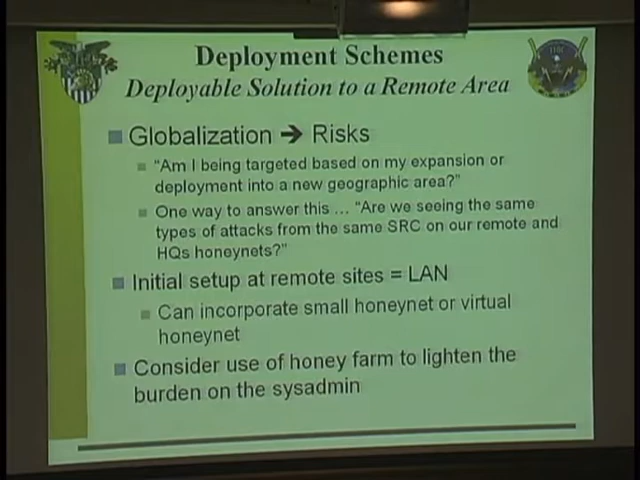 Deployment Schemes
Deployable Solution to a Remote Area
Globalization ➔ Risks
“Am I being targeted based on my expansion or
deployment into a new geographic area?”
One way to answer this … “Are we seeing the same
types of attacks from the same SRC on our remote and
HQs honeynets?”
Initial setup at remote sites = LAN
Can incorporate small honeynet or virtual
honeynet
Consider use of honey farm to lighten the
burden on the sysadmin